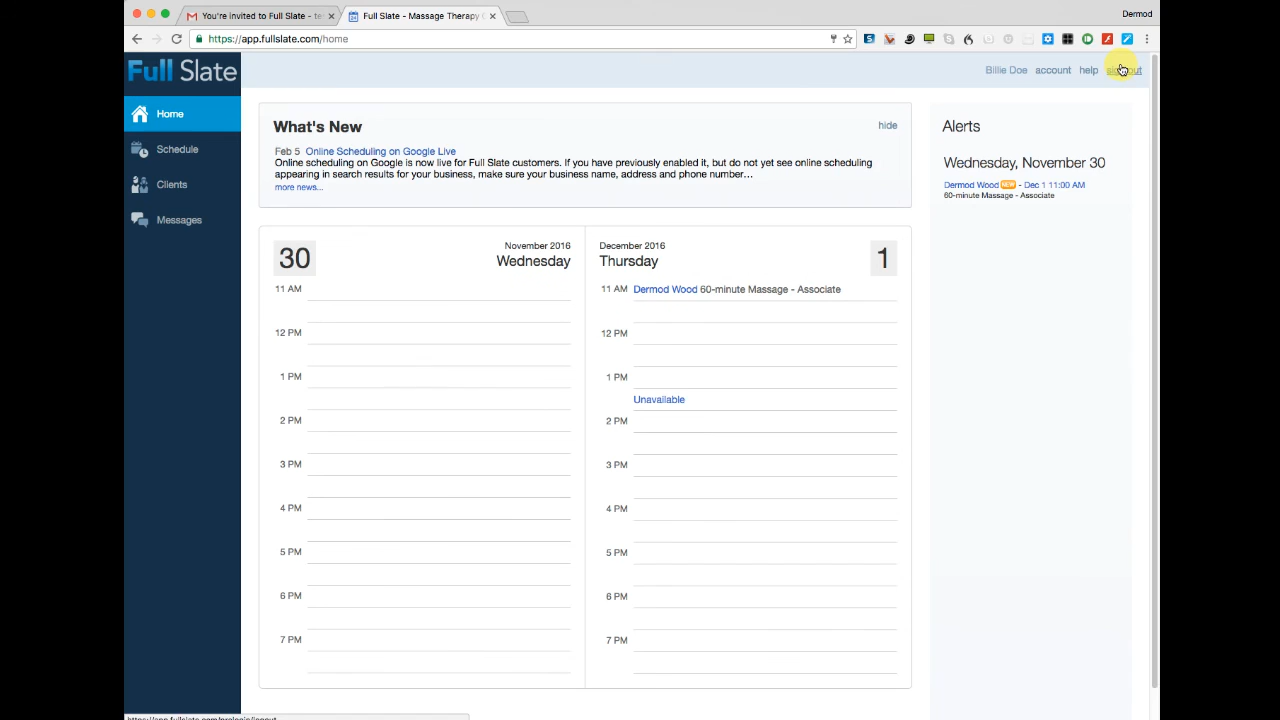 You're invited to Full Slate - te
Full Slate - Massage Therapy C
Dermod
https://app.fullslate.com/home
Full Slate
Billie Doe account help
Home
Schedule
Clients
Messages
What's New
hide
Feb 5 Online Scheduling on Google Live
Online scheduling on Google is now live for Full Slate customers. If you have previously enabled it, but do not yet see online scheduling
appearing in search results for your business, make sure your business name, address and phone number…
more news...
Alerts
Wednesday, November 30
Dermod Wood NEW - Dec 1 11:00 AM
60-minute Massage - Associate
30
November 2016
Wednesday
11 AM
12 PM
1 PM
2 PM
3 PM
4 PM
5 PM
6 PM
7 PM
December 2016
Thursday
1
11 AM Dermod Wood 60-minute Massage - Associate
12 PM
1 PM
Unavailable
2 PM
3 PM
4 PM
5 PM
6 PM
7 PM